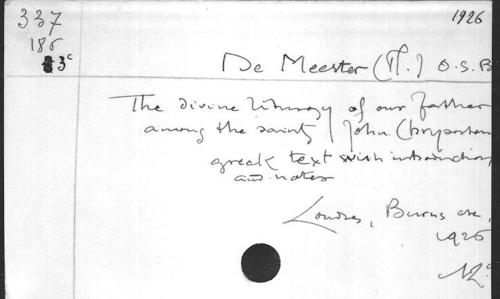 337 1926
186
3c
De Meester (Pl.) O.S.B
The divine liturgy of our father
among the saints John Chrysostom
greek text with introduction
and notes
Londres, Burns
1926